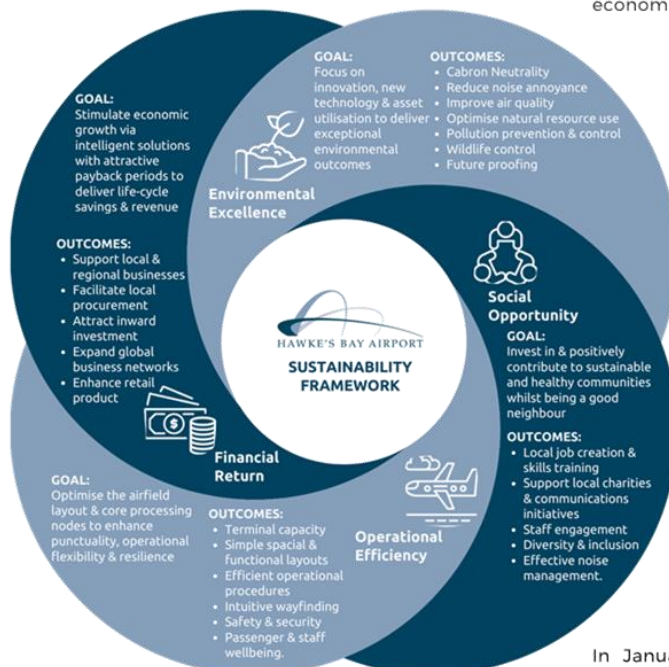 econom
GOAL:
Stimulate economic
growth via
intelligent solutions
with attractive
payback periods to
deliver life-cycle
savings & revenue
OUTCOMES:
• Support local &
regional businesses
• Facilitate local
procurement
• Attract inward
investment
• Expand global
business networks
• Enhance retail
product
Financial
Return
GOAL:
Focus on
innovation, new
technology & asset
utilisation to deliver
exceptional
environmental
outcomes
OUTCOMES:
• Cabron Neutrality
• Reduce noise annoyance
• Improve air quality
• Optimise natural resource use
• Pollution prevention & control
• Wildlife control
• Future proofing
Environmental
Excellence
HAWKE'S BAY AIRPORT
SUSTAINABILITY
FRAMEWORK
Social
Opportunity
GOAL:
Invest in & positively
contribute to sustainable
and healthy communities
whilst being a good
neighbour
OUTCOMES:
• Local job creation &
skills training
• Support local charities
& communications
initiatives
• Staff engagement
• Diversity & inclusion
• Effective noise
management.
GOAL:
Optimise the airfield
layout & core processing
nodes to enhance
punctuality, operational
flexibility & resilience
OUTCOMES:
• Terminal capacity
• Simple spacial &
functional layouts
• Efficient operational
procedures
• Intuitive wayfinding
• Safety & security
• Passenger & staff
wellbeing.
Operational
Efficiency
In Janua